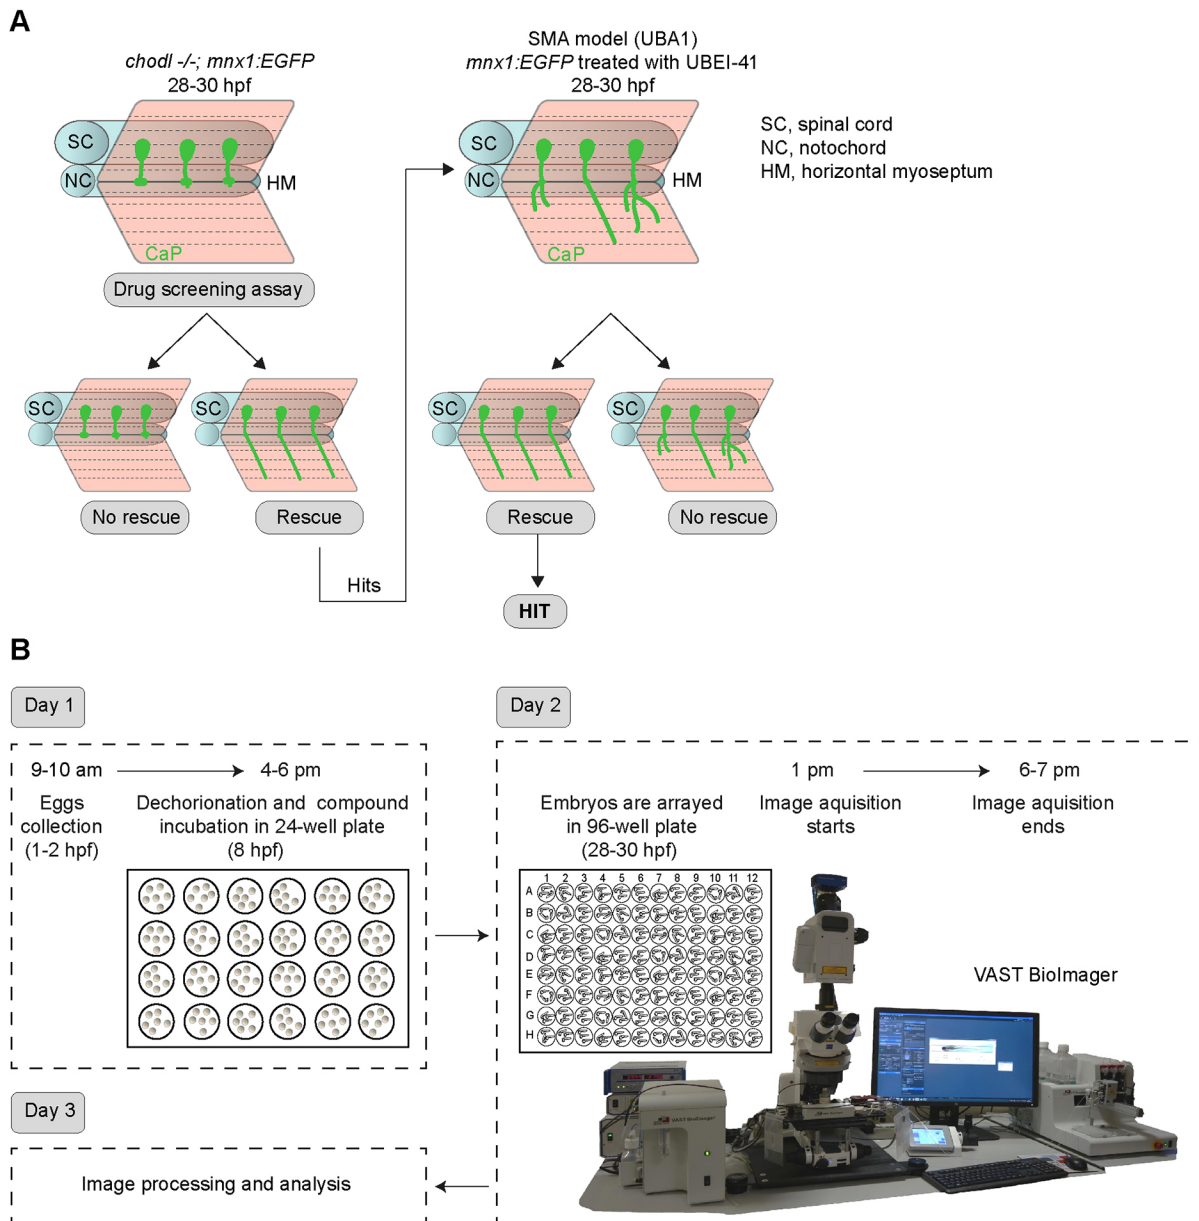 A
chodl -/-; mnx1:EGFP
28-30 hpf
SC
NC
HM
CaP
Drug screening assay
SC
No rescue
SC
Rescue
Hits
SMA model (UBA1)
mnx1:EGFP treated with UBEI-41
28-30 hpf
SC
NC
HM
CaP
SC, spinal cord
NC, notochord
HM, horizontal myoseptum
SC
Rescue
SC
No rescue
HIT
B
Day 1
9-10 am
4-6 pm
Eggs
collection
(1-2 hpf)
Dechorionation and compound
incubation in 24-well plate
(8 hpf)
Day 2
1 pm
6-7 pm
Embryos are arrayed
in 96-well plate
(28-30 hpf)
Image aquisition
starts
Image aquisition
ends
1 2 3 4 5 6 7 8 9 10 11 12
A
B
C
D
E
F
G
H
VAST BioImager
VAST BioImager
Day 3
Image processing and analysis